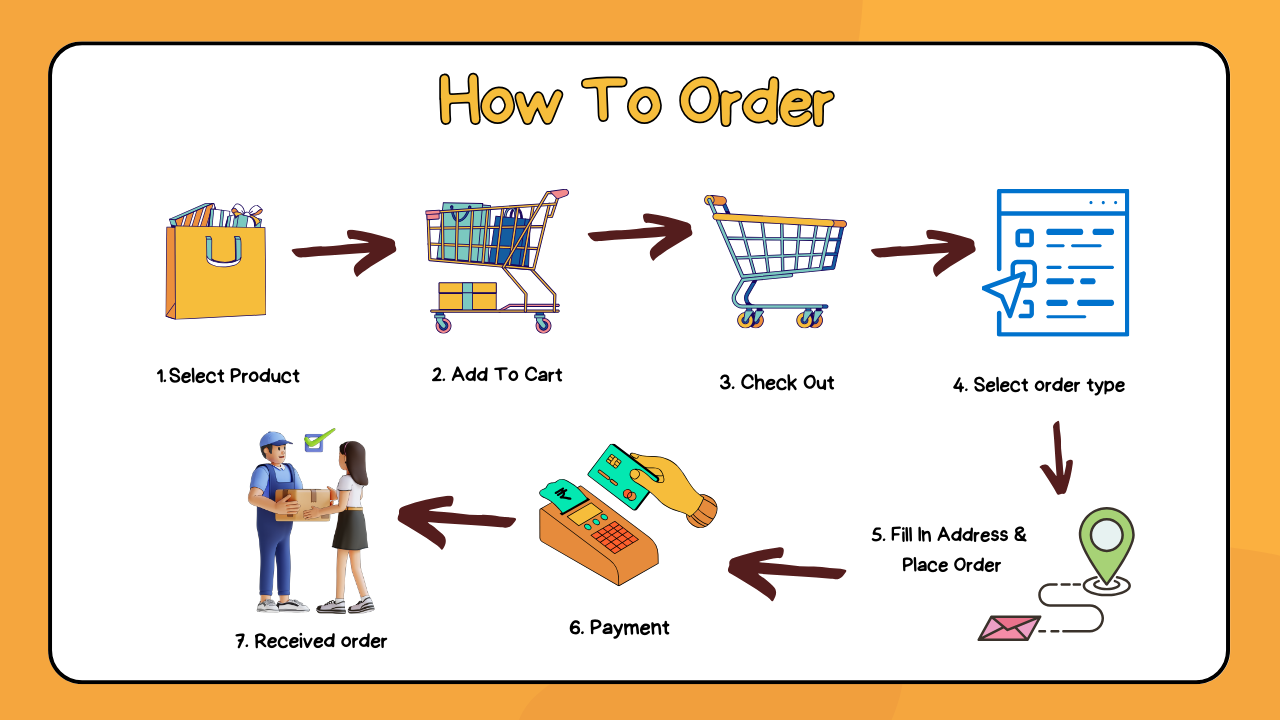 How To Order
1.Select Product
2. Add To Cart
3. Check Out
4. Select order type
5. Fill In Address &
Place Order
6. Payment
7. Received order